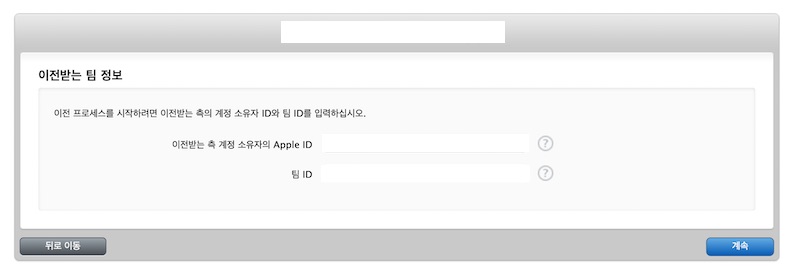 이전받는 팀 정보
이전 프로세스를 시작하려면 이전받는 측의 계정 소유자 ID와 팀 ID를 입력하십시오.
이전받는 측 계정 소유자의 Apple ID
?
팀 ID
?
뒤로 이동
계속